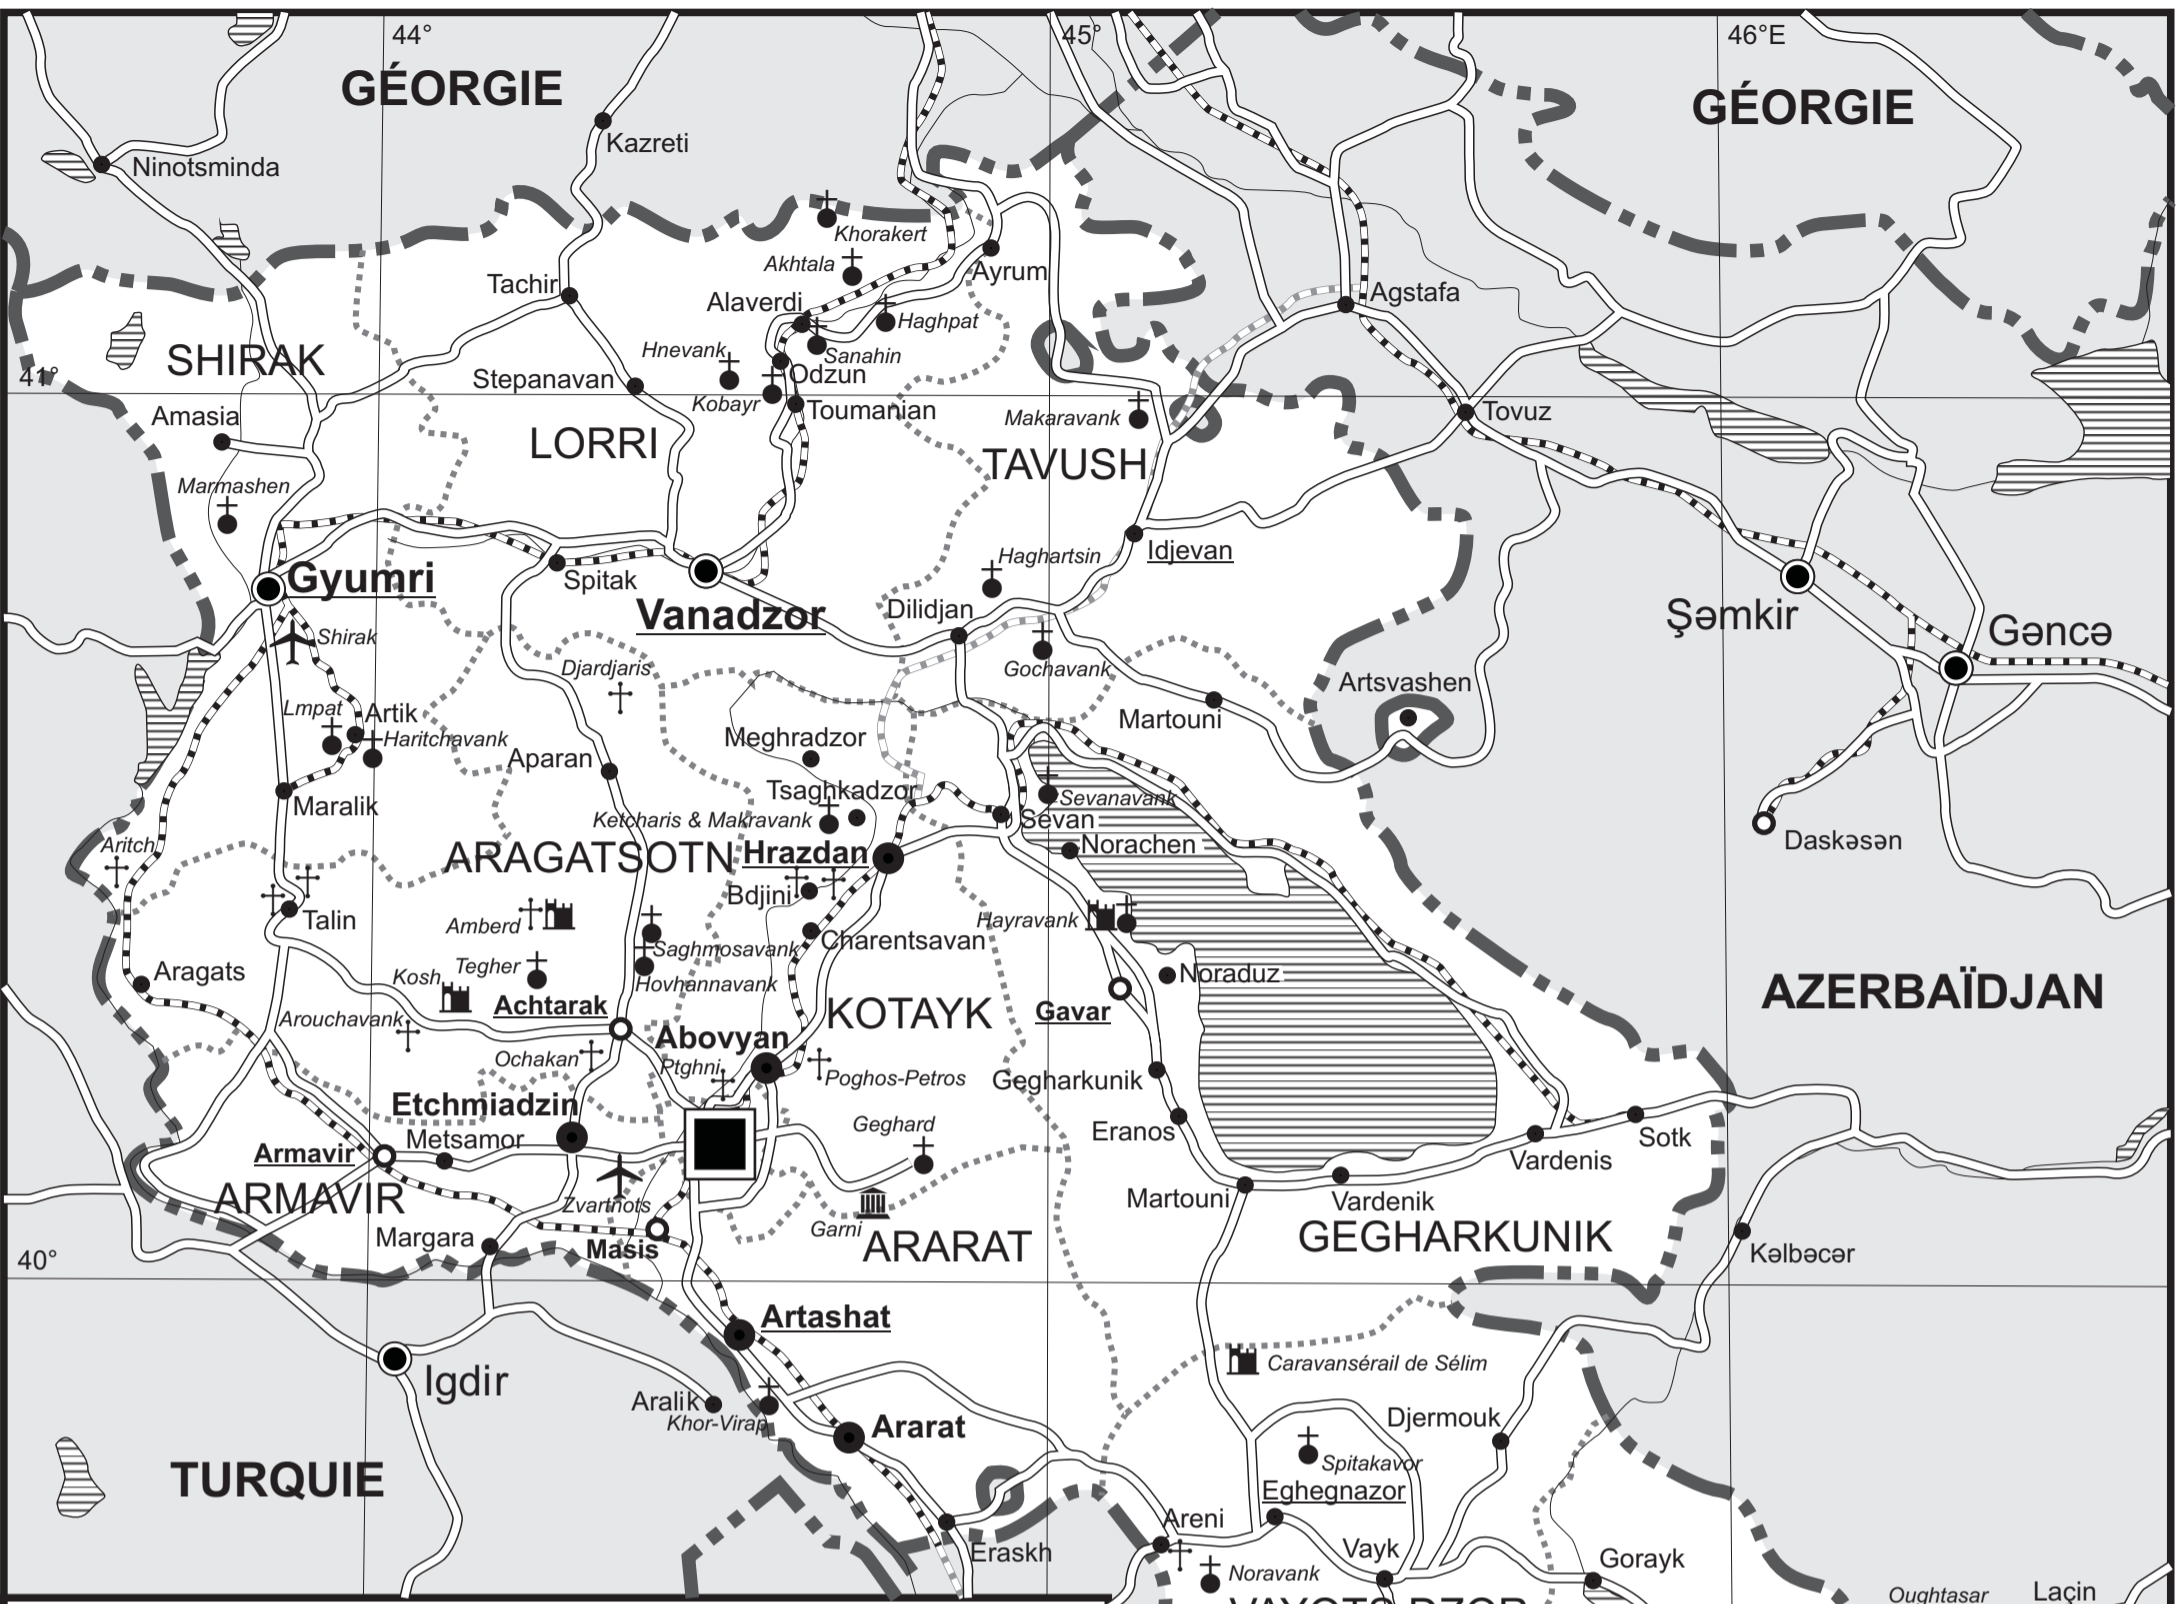 44°
45°
46°E
GÉORGIE
GÉORGIE
Kazreti
Ninotsminda
Khorakert
Akhtala
Ayrum
Tachir
Alaverdi
Agstafa
Haghpat
SHIRAK
Hnevank
Sanahin
41°
Stepanavan
Odzun
Kobayr
Toumanian
Amasia
Makaravank
Tovuz
LORRI
TAVUSH
Marmashen
Idjevan
Haghartsin
Gyumri
Spitak
Vanadzor
Dilidjan
Şəmkir
Gəncə
Shirak
Djardjaris
Gochavank
Artsvashen
Lmpat
Artik
Haritchavank
Martouni
Meghradzor
Aparan
Tsaghkadzor
Sevanavank
Maralik
Ketcharis & Makravank
Sevan
Daskəsən
Aritch
ARAGATSOTN
Hrazdan
Norachen
Bdjini
Talin
Amberd
Hayravank
Saghmosavank
Charentsavan
Aragats
Kosh
Tegher
Hovhannavank
Noraduz
AZERBAÏDJAN
Achtarak
Arouchavank
KOTAYK
Gavar
Abovyan
Ochakan
Ptghni
Poghos-Petros
Gegharkunik
Etchmiadzin
Geghard
Eranos
Sotk
Armavir
Metsamor
Vardenis
ARMAVIR
Zvartnots
Martouni
Vardenik
Garni
Margara
Masis
ARARAT
GEGHARKUNIK
40°
Kəlbəcər
Artashat
Caravansérail de Sélim
Igdir
Aralik
Khor-Virap
Ararat
Djermouk
TURQUIE
Spitakavor
Eghegnazor
Areni
Eraskh
Vayk
Gorayk
Noravank
Oughtasar
Laçin
VAYOTS DZOR